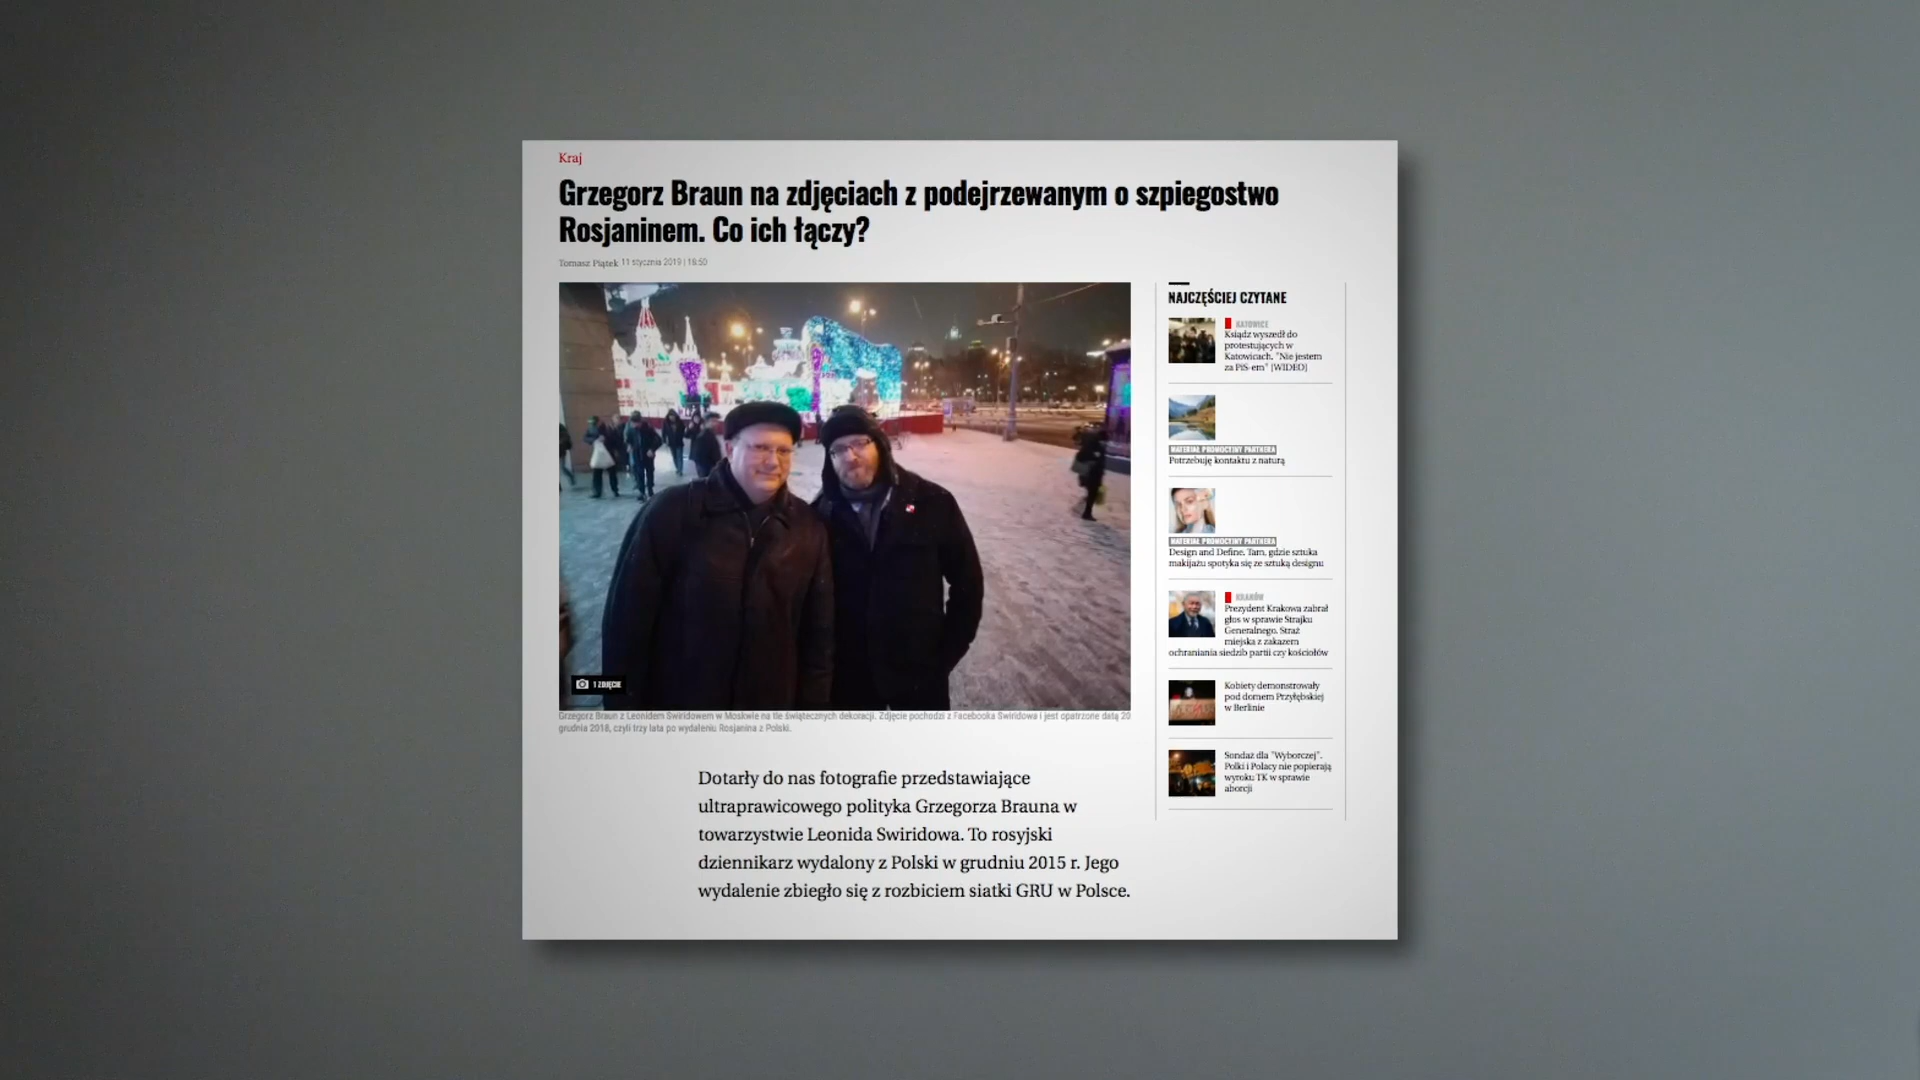 Kraj
Grzegorz Braun na zdjęciach z podejrzewanym o szpiegostwo
Rosjaninem. Co ich łączy?
Tomasz Piątek 11 stycznia 2019 | 18:50
1 ZDJĘCIE
Grzegorz Braun z Leonidem Swiridowem w Moskwie na tle świątecznych dekoracji. Zdjęcie pochodzi z Facebooka Swiridowa i jest opatrzone datą 20
grudnia 2018, czyli trzy lata po wydaleniu Rosjanina z Polski.
Dotarły do nas fotografie przedstawiające
ultraprawicowego polityka Grzegorza Brauna w
towarzystwie Leonida Swiridowa. To rosyjski
dziennikarz wydalony z Polski w grudniu 2015 r. Jego
wydalenie zbiegło się z rozbiciem siatki GRU w Polsce.
NAJCZĘŚCIEJ CZYTANE
KATOWICE
Ksiądz wyszedł do
protestujących w
Katowicach. "Nie jestem
za PiS-em" [WIDEO]
MATERIAŁ PROMOCYJNY PARTNERA
Potrzebuję kontaktu z naturą
MATERIAŁ PROMOCYJNY PARTNERA
Design and Define. Tam, gdzie sztuka
makijażu spotyka się ze sztuką designu
KRAKÓW
Prezydent Krakowa zabrał
głos w sprawie Strajku
Generalnego. Straż
miejska z zakazem
ochraniania siedzib partii czy kościołów
Kobiety demonstrowały
pod domem Przyłębskiej
w Berlinie
Sondaż dla "Wyborczej".
Polki i Polacy nie popierają
wyroku TK w sprawie
aborcji